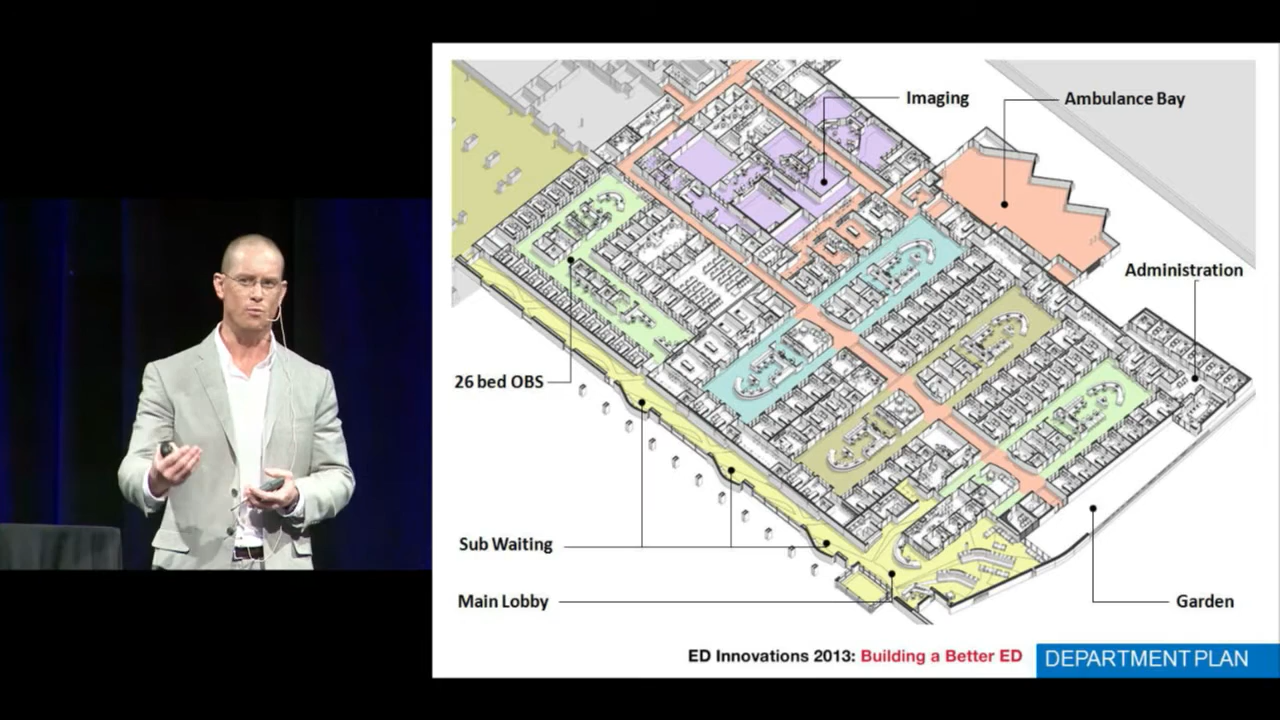 Imaging
Ambulance Bay
Administration
26 bed OBS
Sub Waiting
Main Lobby
Garden
ED Innovations 2013: Building a Better ED
DEPARTMENT PLAN